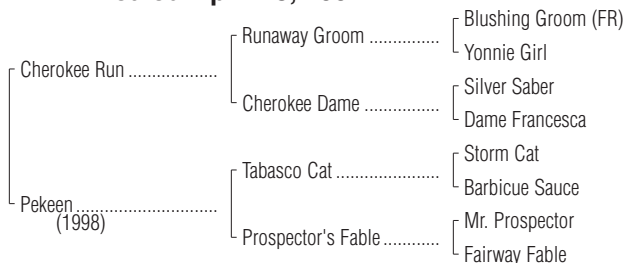 Blushing Groom (FR)
Runaway Groom ................
Yonnie Girl
Cherokee Run ....................
Silver Saber
Cherokee Dame .................
Dame Francesca
Storm Cat
Tabasco Cat .......................
Barbicue Sauce
Pekeen................................
(1998)
Mr. Prospector
Prospector's Fable.............
Fairway Fable